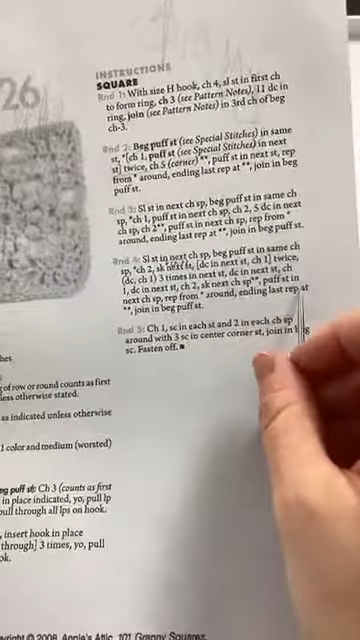 26
INSTRUCTIONS
SQUARE
Rnd 1: With size H hook, ch 4, sl st in first ch
to form ring, ch 3 (see Pattern Notes), 11 dc in
ring, join (see Pattern Notes) in 3rd ch of beg
ch-3.
Rnd 2: Beg puff st (see Special Stitches) in same
st, *[ch 1, puff st (see Special Stitches) in next
st] twice, ch 5 (corner)**, puff st in next st, rep
from * around, ending last rep at **, join in beg
puff st.
Rnd 3: Sl st in next ch sp, beg puff st in same ch
sp, *ch 1, puff st in next ch sp, ch 2, 5 dc in next
ch sp, ch 2**, puff st in next ch sp, rep from *
around, ending last rep at **, join in beg puff st.
Rnd 4: Sl st in next ch sp, beg puff st in same ch
sp, *ch 2, sk next st, [dc in next st, ch 1] twice,
(dc, ch 1) 3 times in next st, dc in next st, ch
1, dc in next st, ch 2, sk next ch sp**, puff st in
next ch sp, rep from * around, ending last rep at
**, join in beg puff st.
Rnd 5: Ch 1, sc in each st and 2 in each ch sp
around with 3 sc in center corner st, join in beg
sc. Fasten off. ■
hes
g of row or round counts as first
less otherwise stated.
as indicated unless otherwise
1 color and medium (worsted)
eg puff st: Ch 3 (counts as first
in place indicated, yo, pull lp
pull through all lps on hook.
, insert hook in place
through] 3 times, yo, pull
ok.
yright © 2008 Annie's Attic 101 Granny Squares